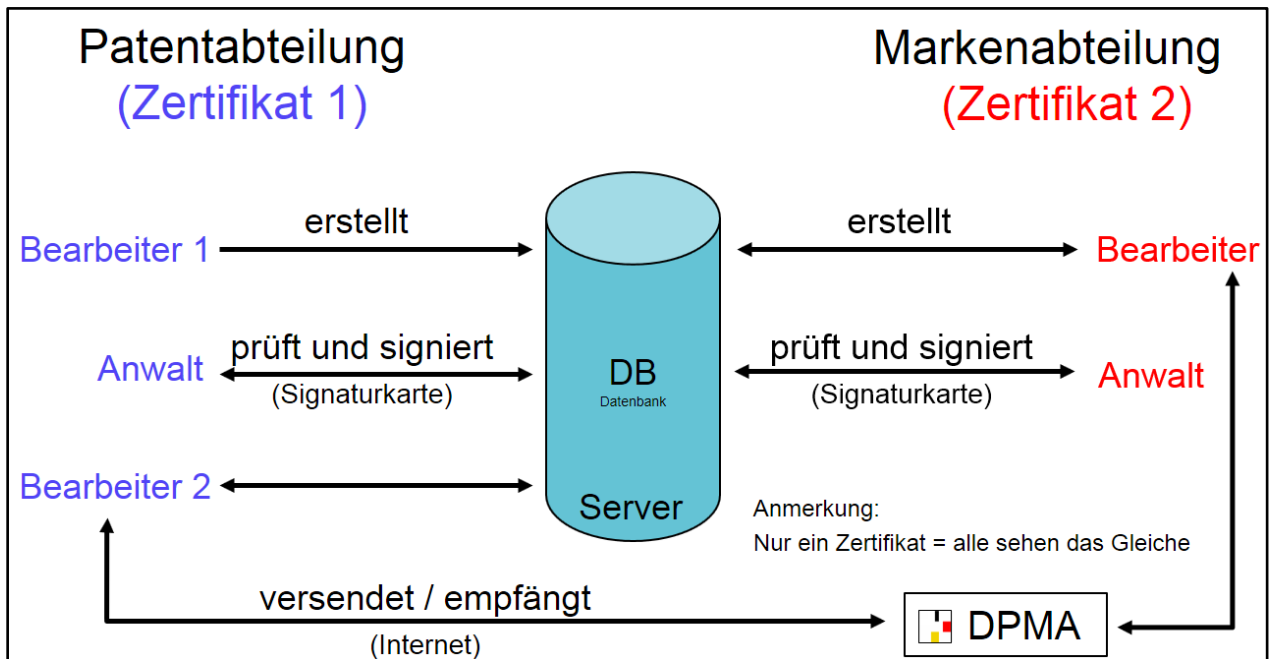 Patentabteilung
(Zertifikat 1)
Markenabteilung
(Zertifikat 2)
Bearbeiter 1
erstellt
erstellt
Bearbeiter
Anwalt
prüft und signiert
(Signaturkarte)
DB
Datenbank
prüft und signiert
(Signaturkarte)
Anwalt
Bearbeiter 2
Server
Anmerkung:
Nur ein Zertifikat = alle sehen das Gleiche
versendet / empfängt
(Internet)
DPMA